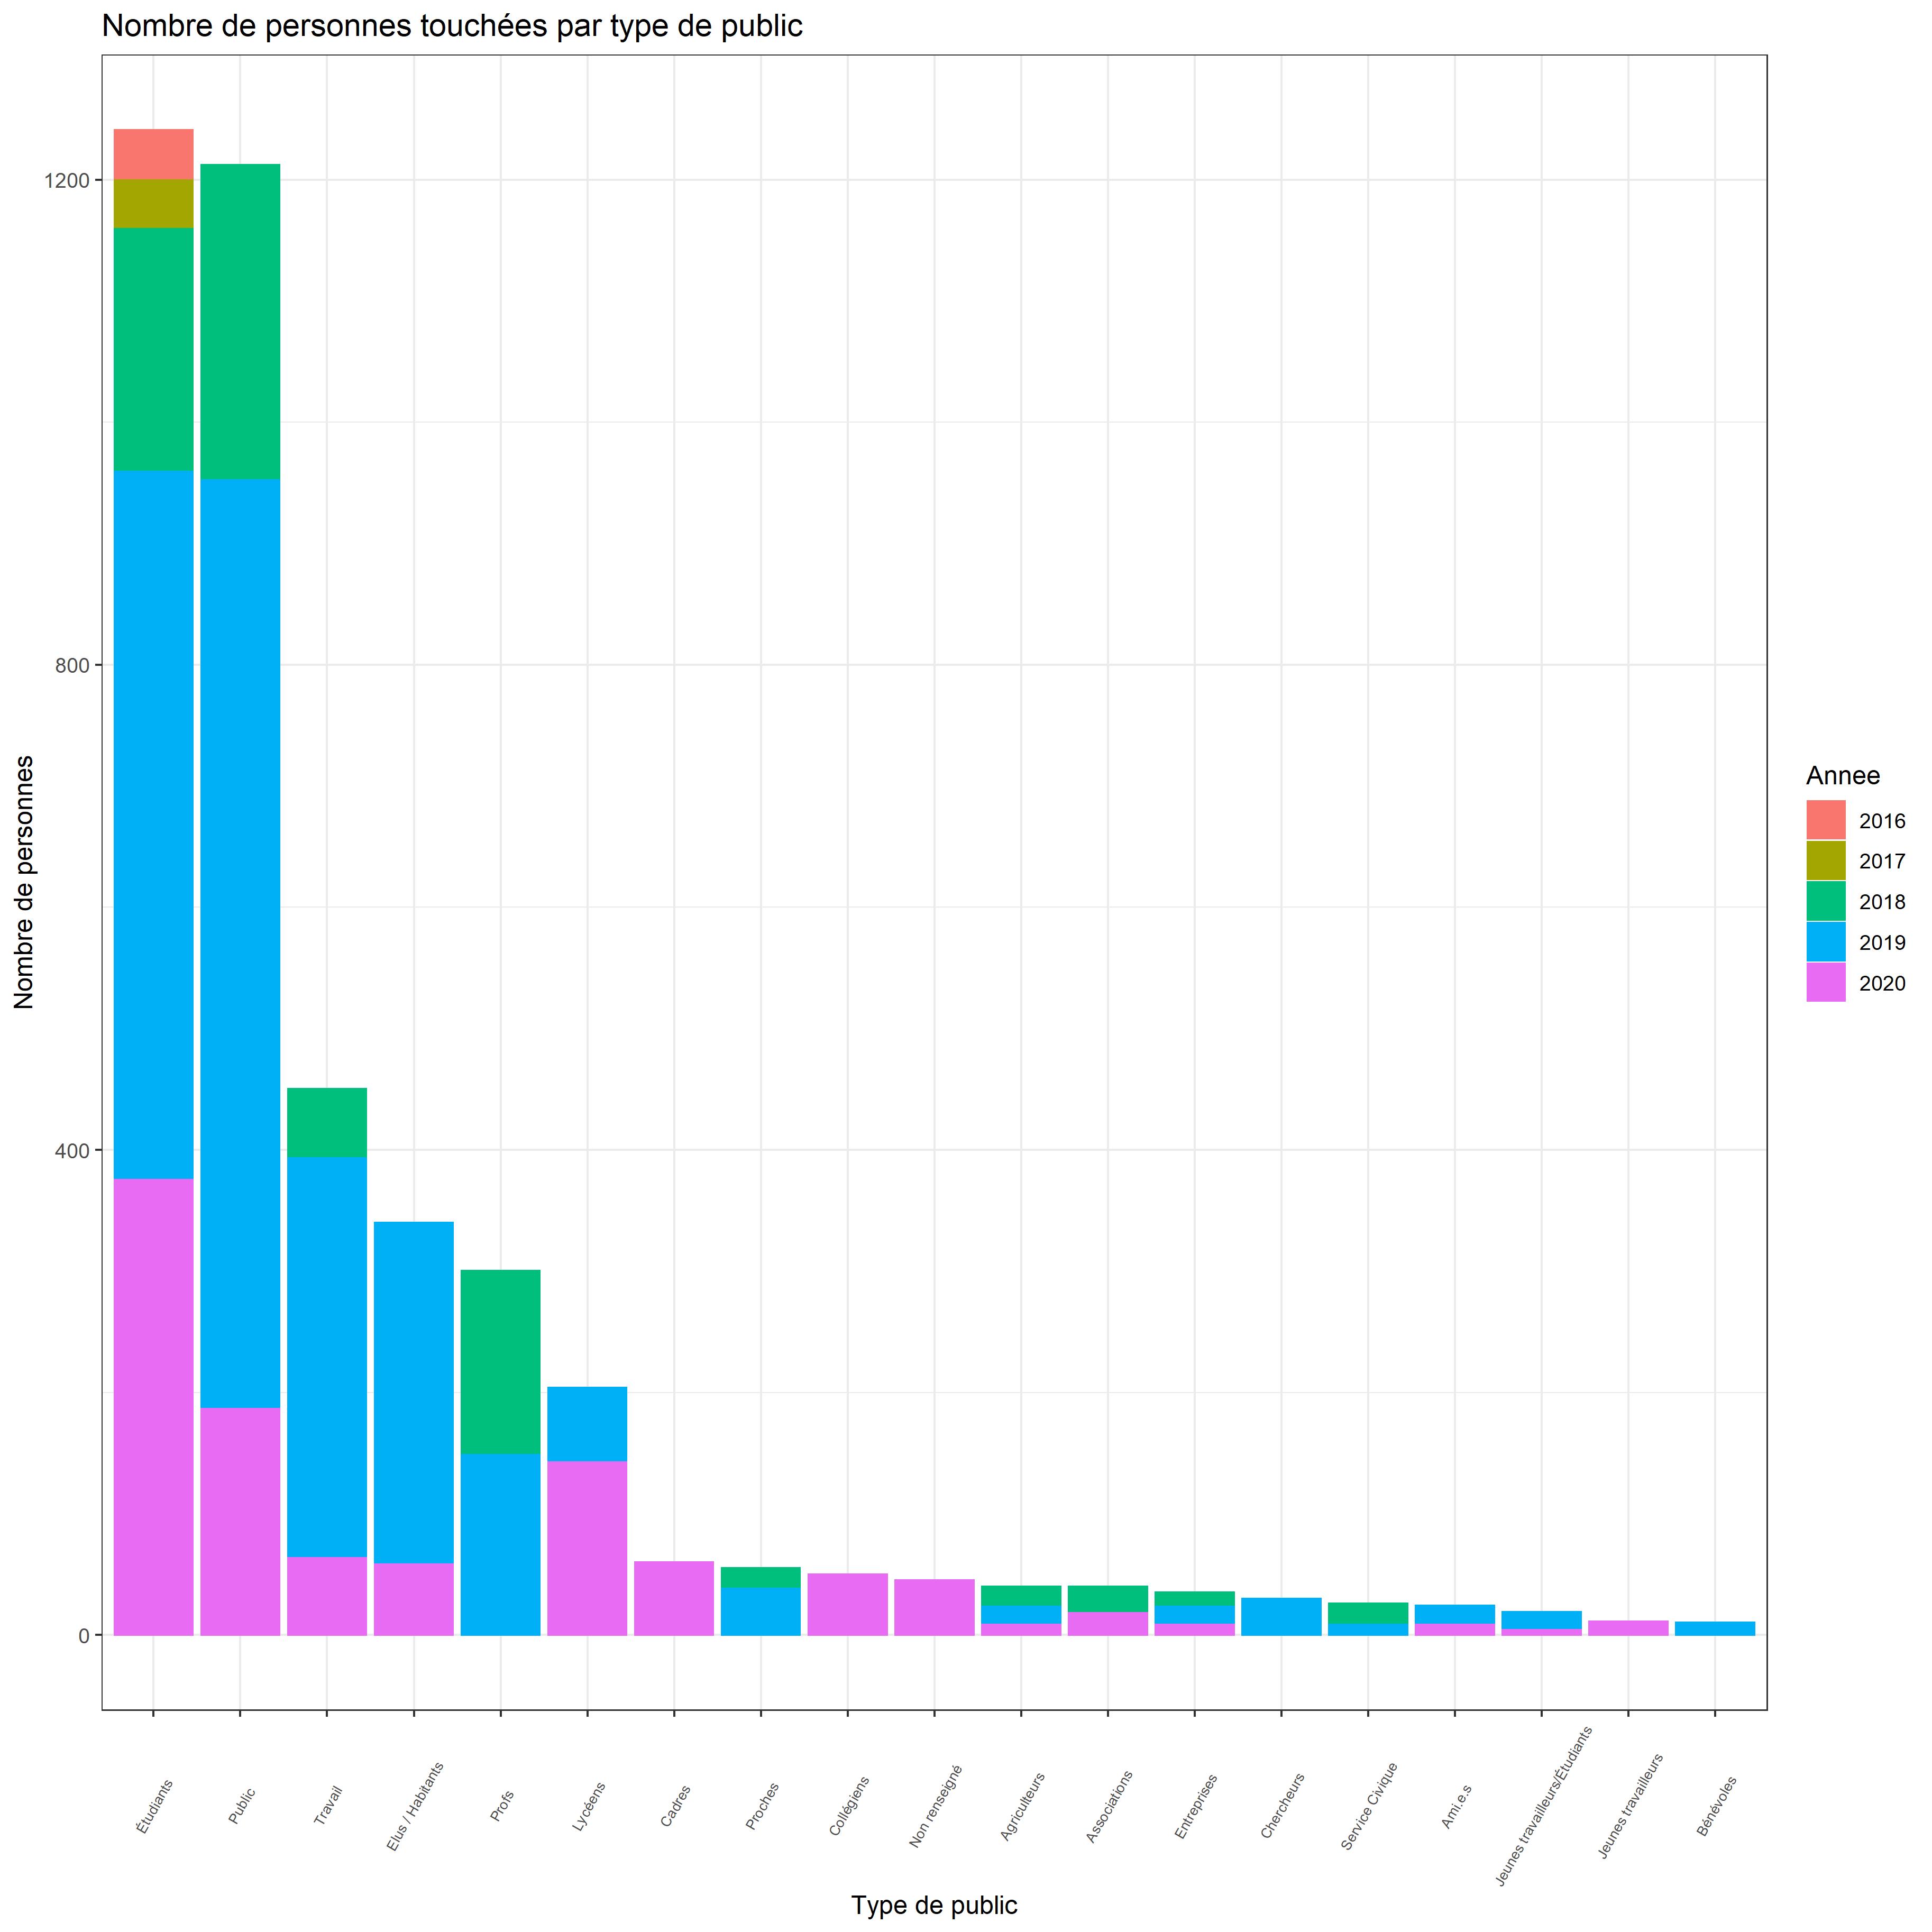 Nombre de personnes touchées par type de public
Nombre de personnes
1200
800
400
0
Étudiants
Public
Travail
Elus / Habitants
Profs
Lycéens
Cadres
Proches
Collégiens
Non renseigné
Agriculteurs
Associations
Entreprises
Chercheurs
Service Civique
Ami.e.s
Jeunes travailleurs/Étudiants
Jeunes travailleurs
Bénévoles
Type de public
Annee
2016
2017
2018
2019
2020